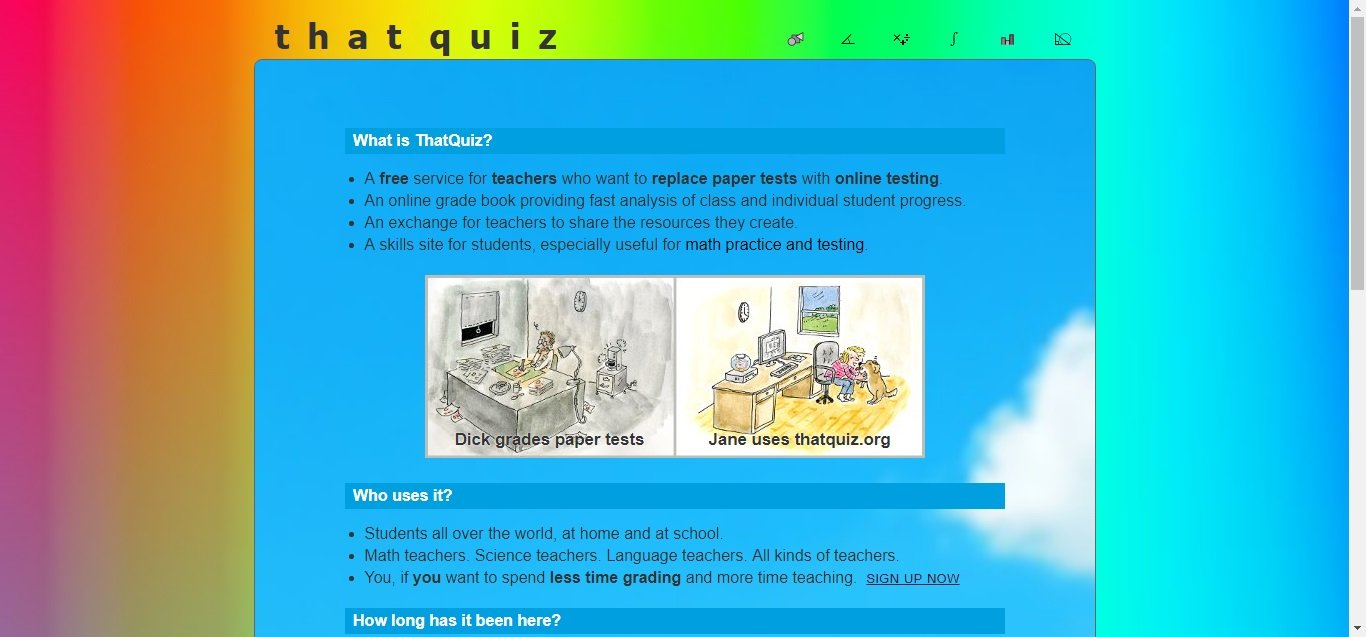 that quiz
What is ThatQuiz?
A free service for teachers who want to replace paper tests with online testing.
An online grade book providing fast analysis of class and individual student progress.
An exchange for teachers to share the resources they create.
A skills site for students, especially useful for math practice and testing.
Dick grades paper tests
Jane uses thatquiz.org
Who uses it?
Students all over the world, at home and at school.
Math teachers. Science teachers. Language teachers. All kinds of teachers.
You, if you want to spend less time grading and more time teaching. SIGN UP NOW
How long has it been here?